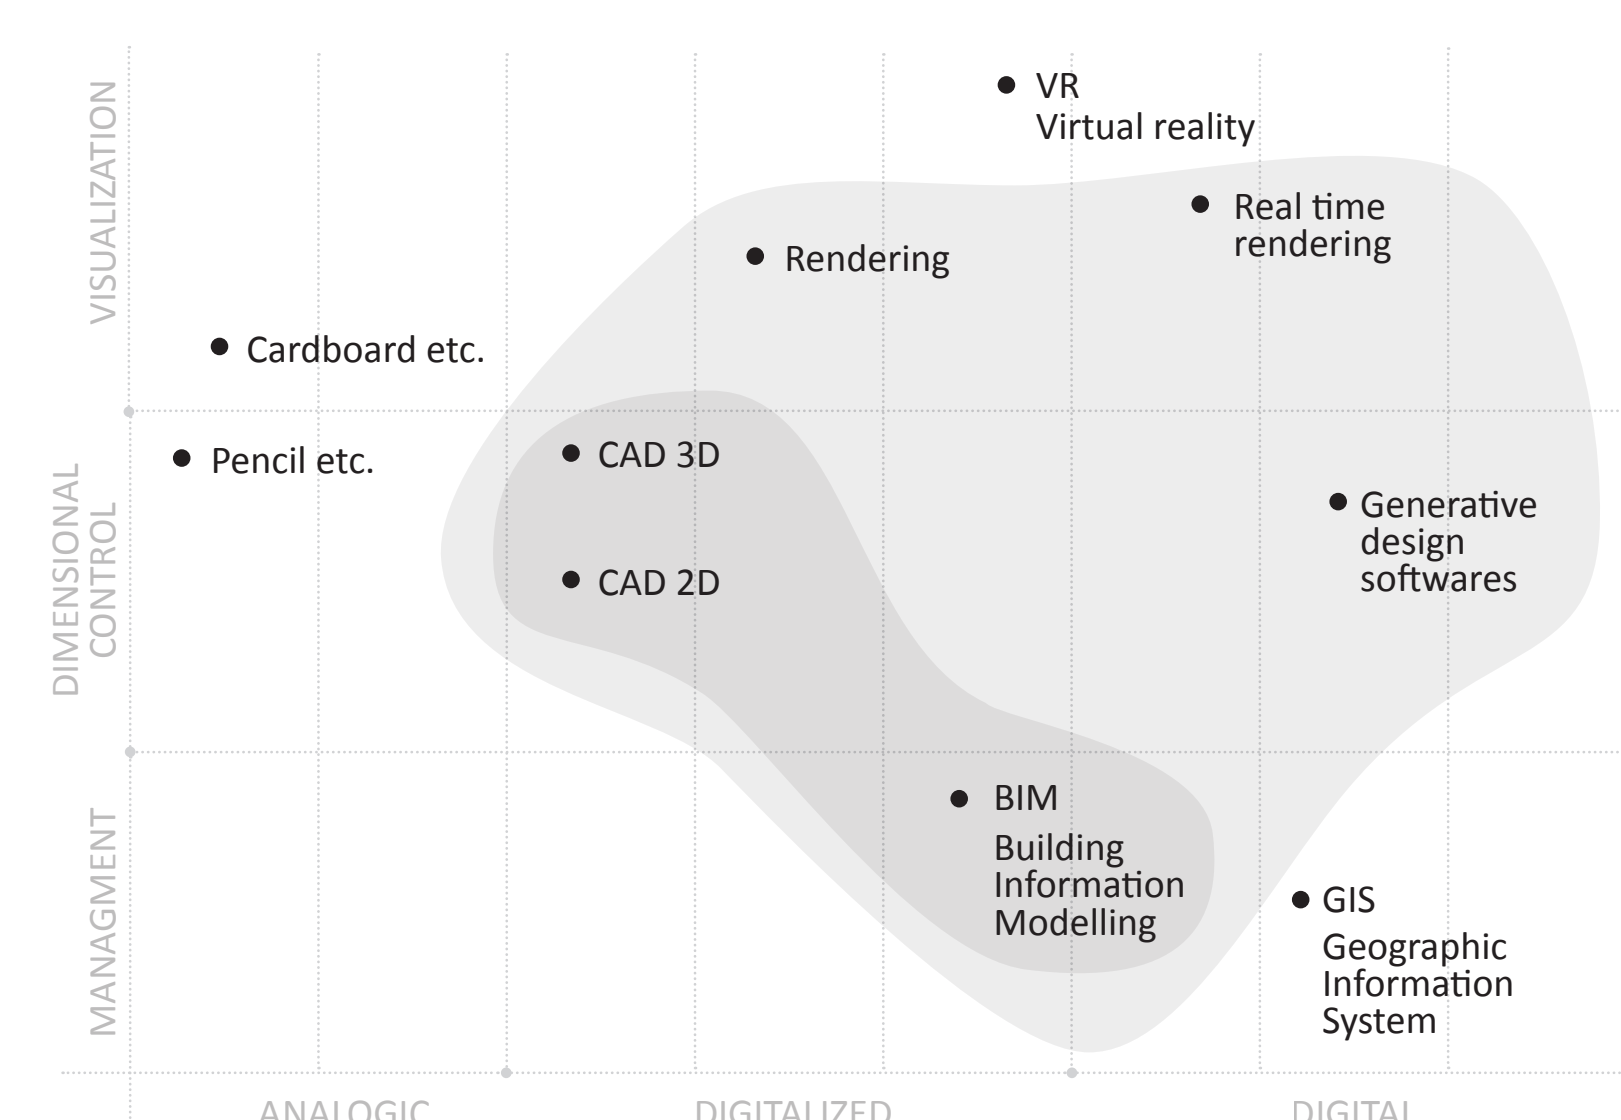 VISUALIZATION
VR
Virtual reality
Real time
rendering
Rendering
Cardboard etc.
DIMENSIONAL
CONTROL
Pencil etc.
CAD 3D
CAD 2D
Generative
design
softwares
MANAGMENT
BIM
Building
Information
Modelling
GIS
Geographic
Information
System
ANALOGIC
DIGITALIZED
DIGITAL